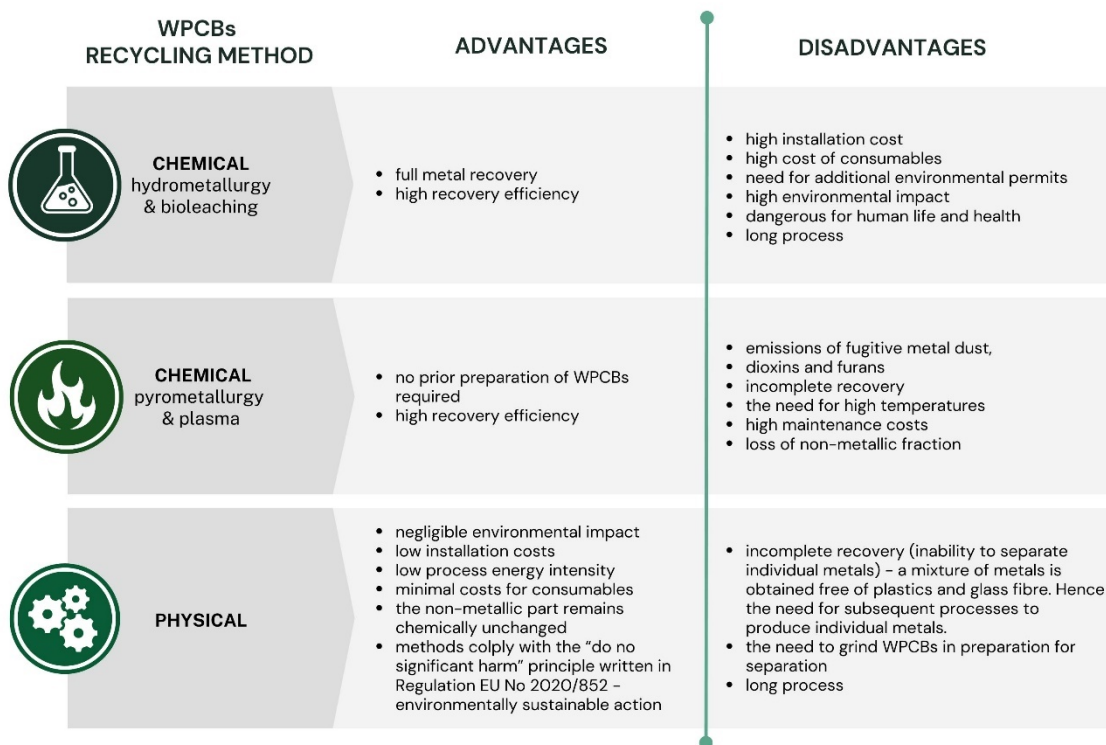 WPCBs
RECYCLING METHOD
ADVANTAGES
DISADVANTAGES
CHEMICAL
hydrometallurgy
& bioleaching
• full metal recovery
• high recovery efficiency
• high installation cost
• high cost of consumables
• need for additional environmental permits
• high environmental impact
• dangerous for human life and health
• long process
CHEMICAL
pyrometallurgy
& plasma
• no prior preparation of WPCBs
required
• high recovery efficiency
• emissions of fugitive metal dust,
• dioxins and furans
• incomplete recovery
• the need for high temperatures
• high maintenance costs
• loss of non-metallic fraction
PHYSICAL
• negligible environmental impact
• low installation costs
• low process energy intensity
• minimal costs for consumables
• the non-metallic part remains
chemically unchanged
• methods colply with the “do no
significant harm” principle written in
Regulation EU No 2020/852 -
environmentally sustainable action
• incomplete recovery (inability to separate
individual metals) - a mixture of metals is
obtained free of plastics and glass fibre. Hence
the need for subsequent processes to
produce individual metals.
• the need to grind WPCBs in preparation for
separation
• long process